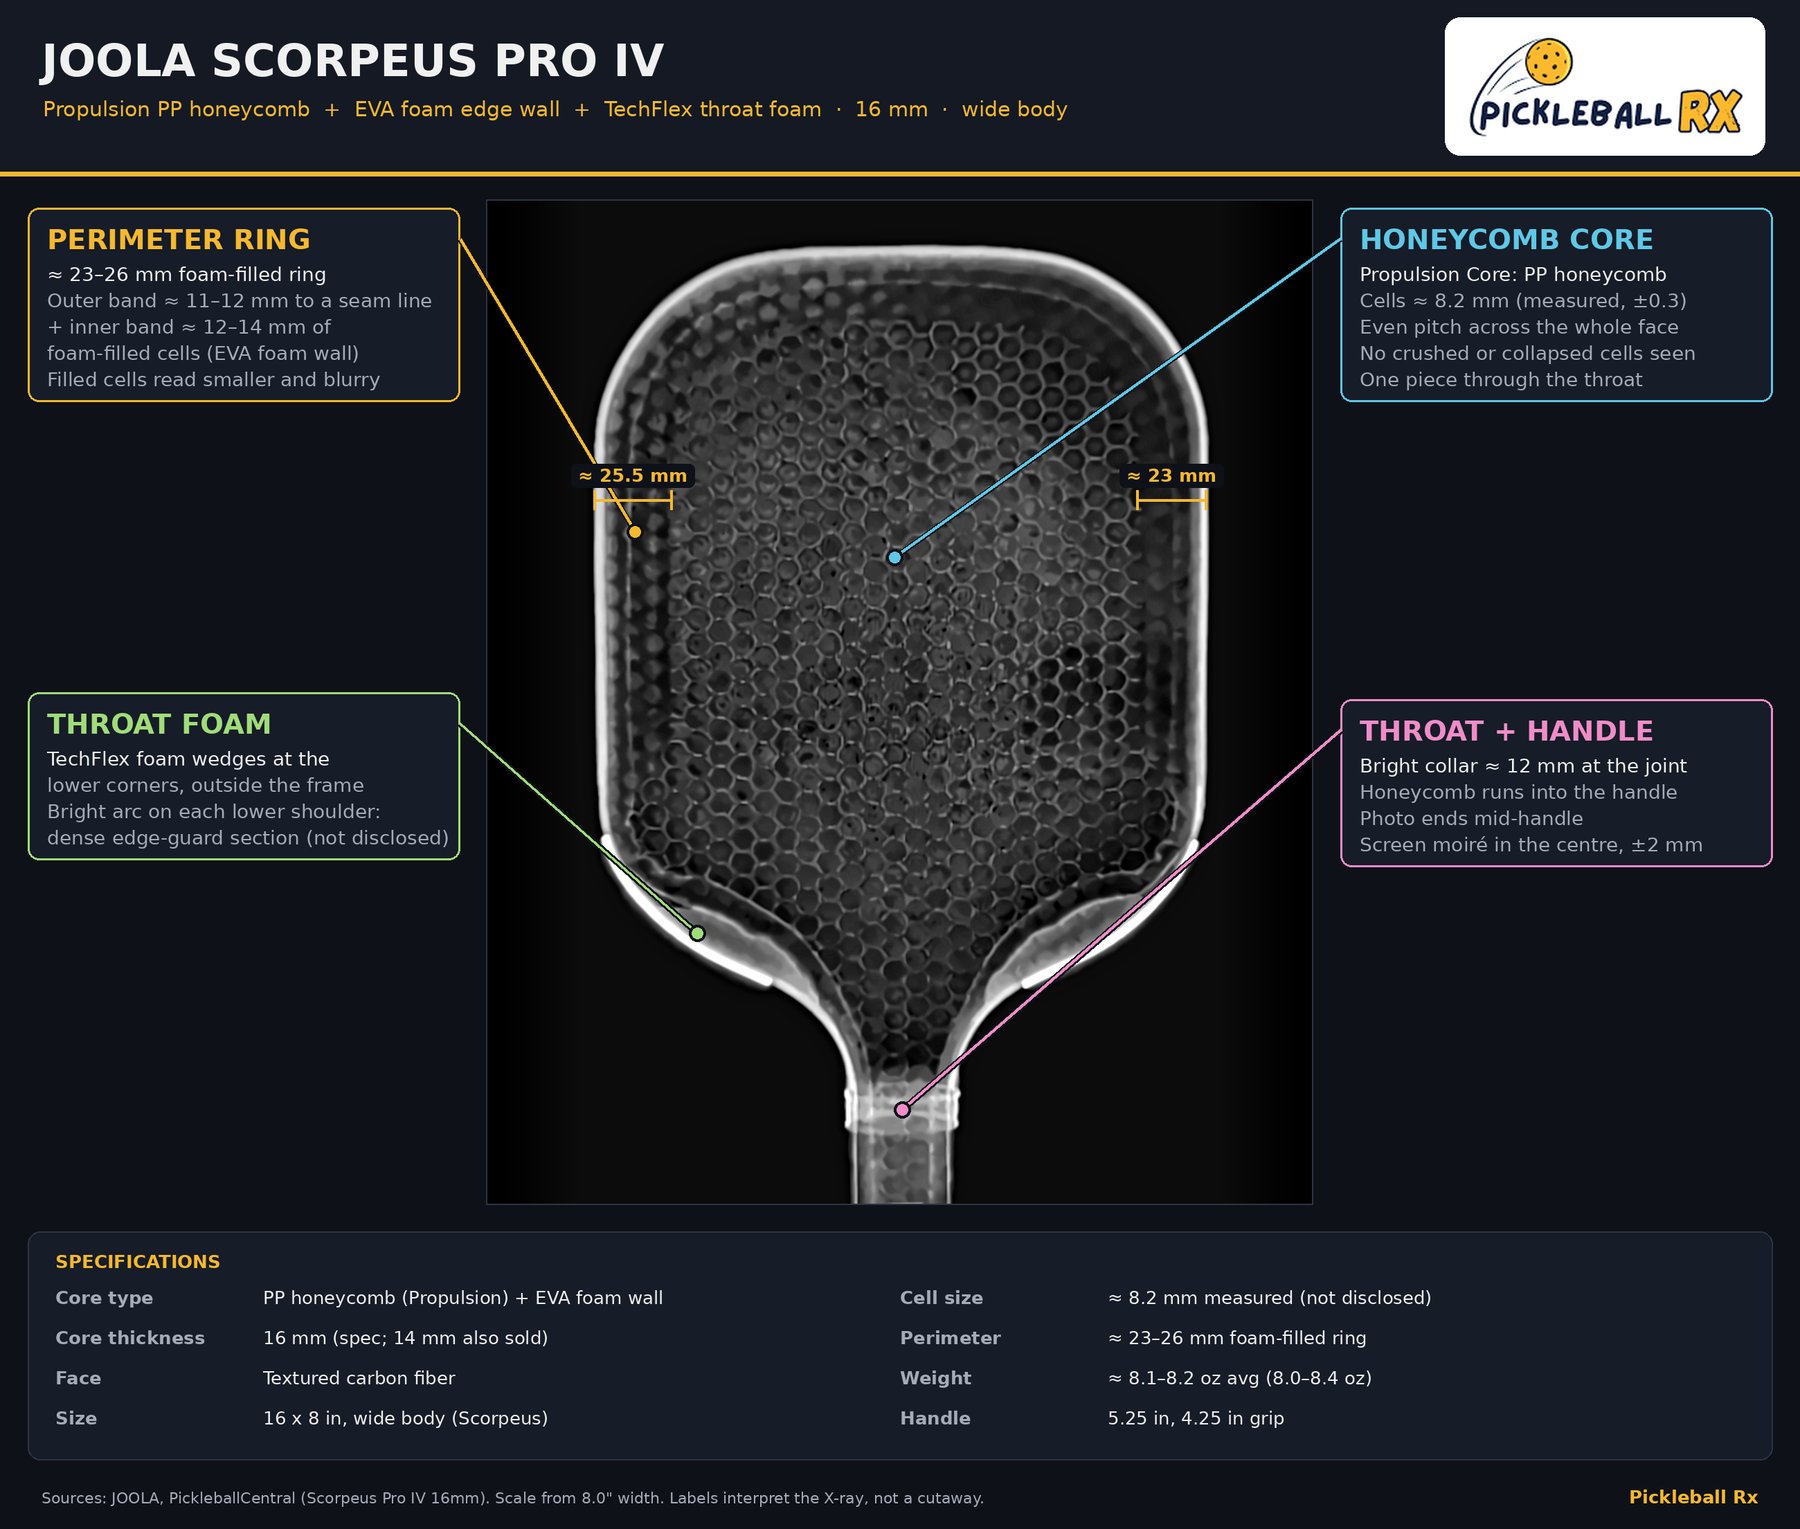 JOOLA SCORPEUS PRO IV
Propulsion PP honeycomb + EVA foam edge wall + TechFlex throat foam · 16 mm · wide body
PICKLEBALL RX
PERIMETER RING
≈ 23–26 mm foam-filled ring
Outer band ≈ 11–12 mm to a seam line
+ inner band ≈ 12–14 mm of
foam-filled cells (EVA foam wall)
Filled cells read smaller and blurry
HONEYCOMB CORE
Propulsion Core: PP honeycomb
Cells ≈ 8.2 mm (measured, ±0.3)
Even pitch across the whole face
No crushed or collapsed cells seen
One piece through the throat
≈ 25.5 mm
≈ 23 mm
THROAT FOAM
TechFlex foam wedges at the
lower corners, outside the frame
Bright arc on each lower shoulder:
dense edge-guard section (not disclosed)
THROAT + HANDLE
Bright collar ≈ 12 mm at the joint
Honeycomb runs into the handle
Photo ends mid-handle
Screen moiré in the centre, ±2 mm
SPECIFICATIONS
Core type PP honeycomb (Propulsion) + EVA foam wall
Core thickness 16 mm (spec; 14 mm also sold)
Face Textured carbon fiber
Size 16 x 8 in, wide body (Scorpeus)
Cell size ≈ 8.2 mm measured (not disclosed)
Perimeter ≈ 23–26 mm foam-filled ring
Weight ≈ 8.1–8.2 oz avg (8.0–8.4 oz)
Handle 5.25 in, 4.25 in grip
Sources: JOOLA, PickleballCentral (Scorpeus Pro IV 16mm). Scale from 8.0" width. Labels interpret the X-ray, not a cutaway.
Pickleball Rx